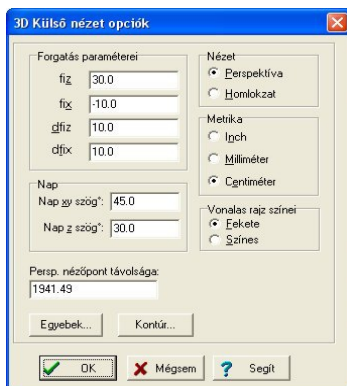 3D Külső nézet opciók
Forgatás paraméterei
fiz 30.0
fix -10.0
dfiz 10.0
dfix 10.0
Nap
Nap xy szög°: 45.0
Nap z szög°: 30.0
Persp. nézőpont távolsága:
1941.49
Egyebek...
Kontúr...
Nézet
Perspektíva
Homlokzat
Metrika
Inch
Milliméter
Centiméter
Vonalas rajz színei
Fekete
Színes
OK
Mégsem
? Segít